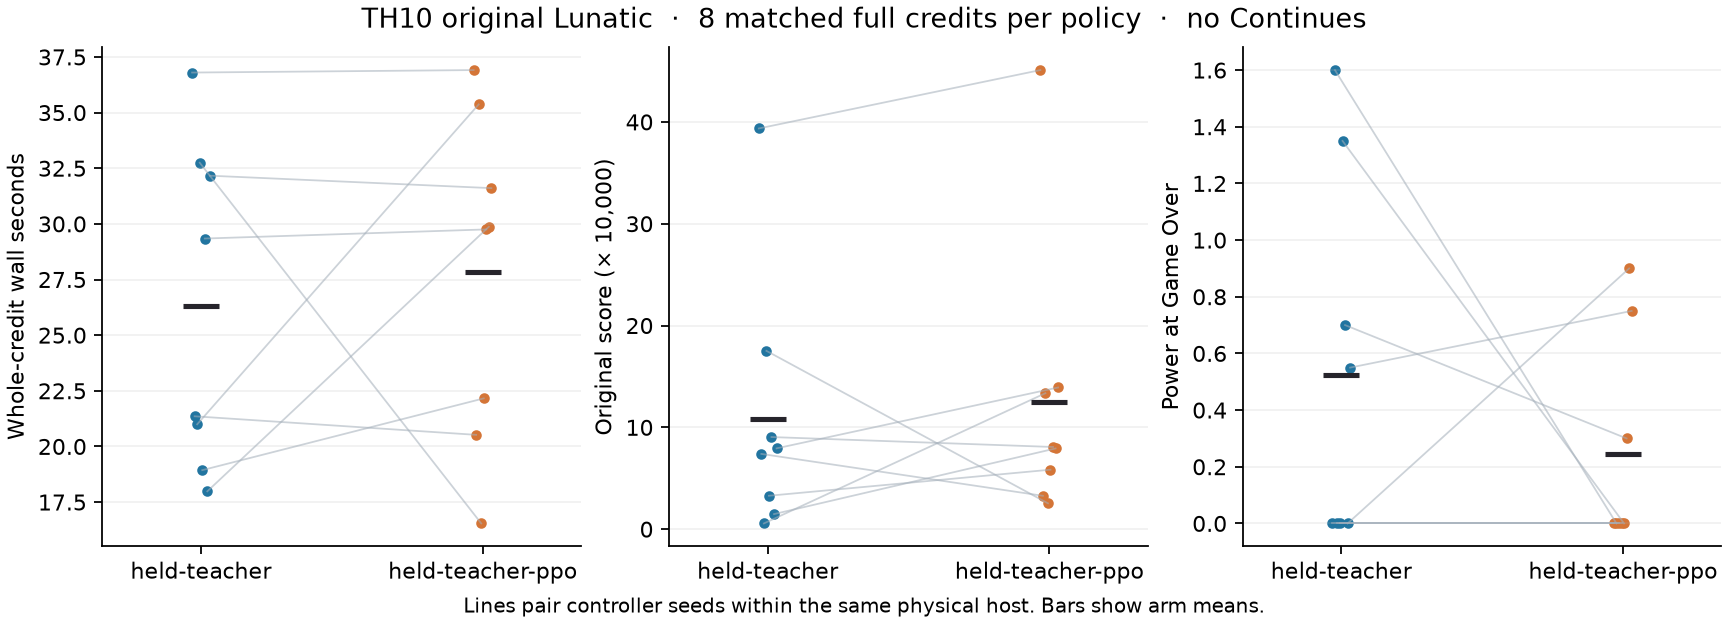 TH10 original Lunatic · 8 matched full credits per policy · no Continues
Whole-credit wall seconds
37.5
35.0
32.5
30.0
27.5
25.0
22.5
20.0
17.5
held-teacher
held-teacher-ppo
Original score (× 10,000)
40
30
20
10
0
held-teacher
held-teacher-ppo
Power at Game Over
1.6
1.4
1.2
1.0
0.8
0.6
0.4
0.2
0.0
held-teacher
held-teacher-ppo
Lines pair controller seeds within the same physical host. Bars show arm means.